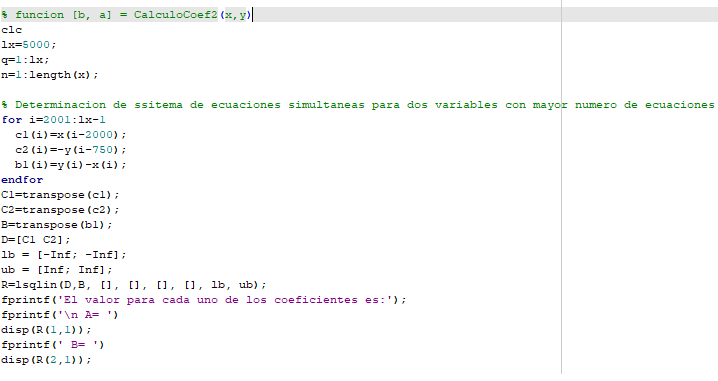 % funcion [b, a] = CalculoCoef2(x,y)
clc
lx=5000;
q=1:lx;
n=1:length(x);
% Determinacion de ssitema de ecuaciones simultaneas para dos variables con mayor numero de ecuaciones
for i=2001:lx-1
  c1(i)=x(i-2000);
  c2(i)=-y(i-750);
  b1(i)=y(i)-x(i);
endfor
C1=transpose(c1);
C2=transpose(c2);
B=transpose(b1);
D=[C1 C2];
lb = [-Inf; -Inf];
ub = [Inf; Inf];
R=lsqlin(D,B, [], [], [], [], lb, ub);
fprintf('El valor para cada uno de los coeficientes es:');
fprintf('\n A= ')
disp(R(1,1));
fprintf(' B= ')
disp(R(2,1));